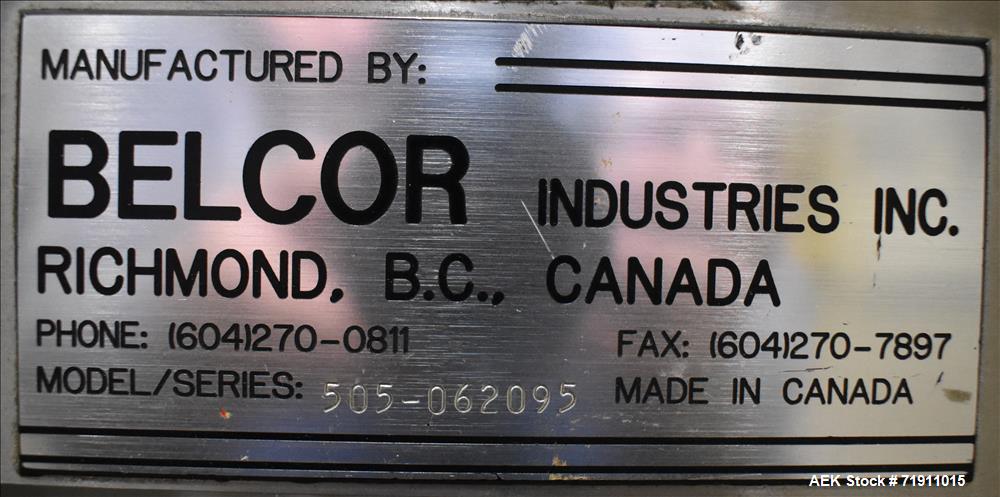 MANUFACTURED BY:
BELCOR INDUSTRIES INC.
RICHMOND, B.C., CANADA
PHONE: (604)270-0811 FAX: (604)270-7897
MODEL/SERIES: 505-062095 MADE IN CANADA
AEK Stock # 71911015